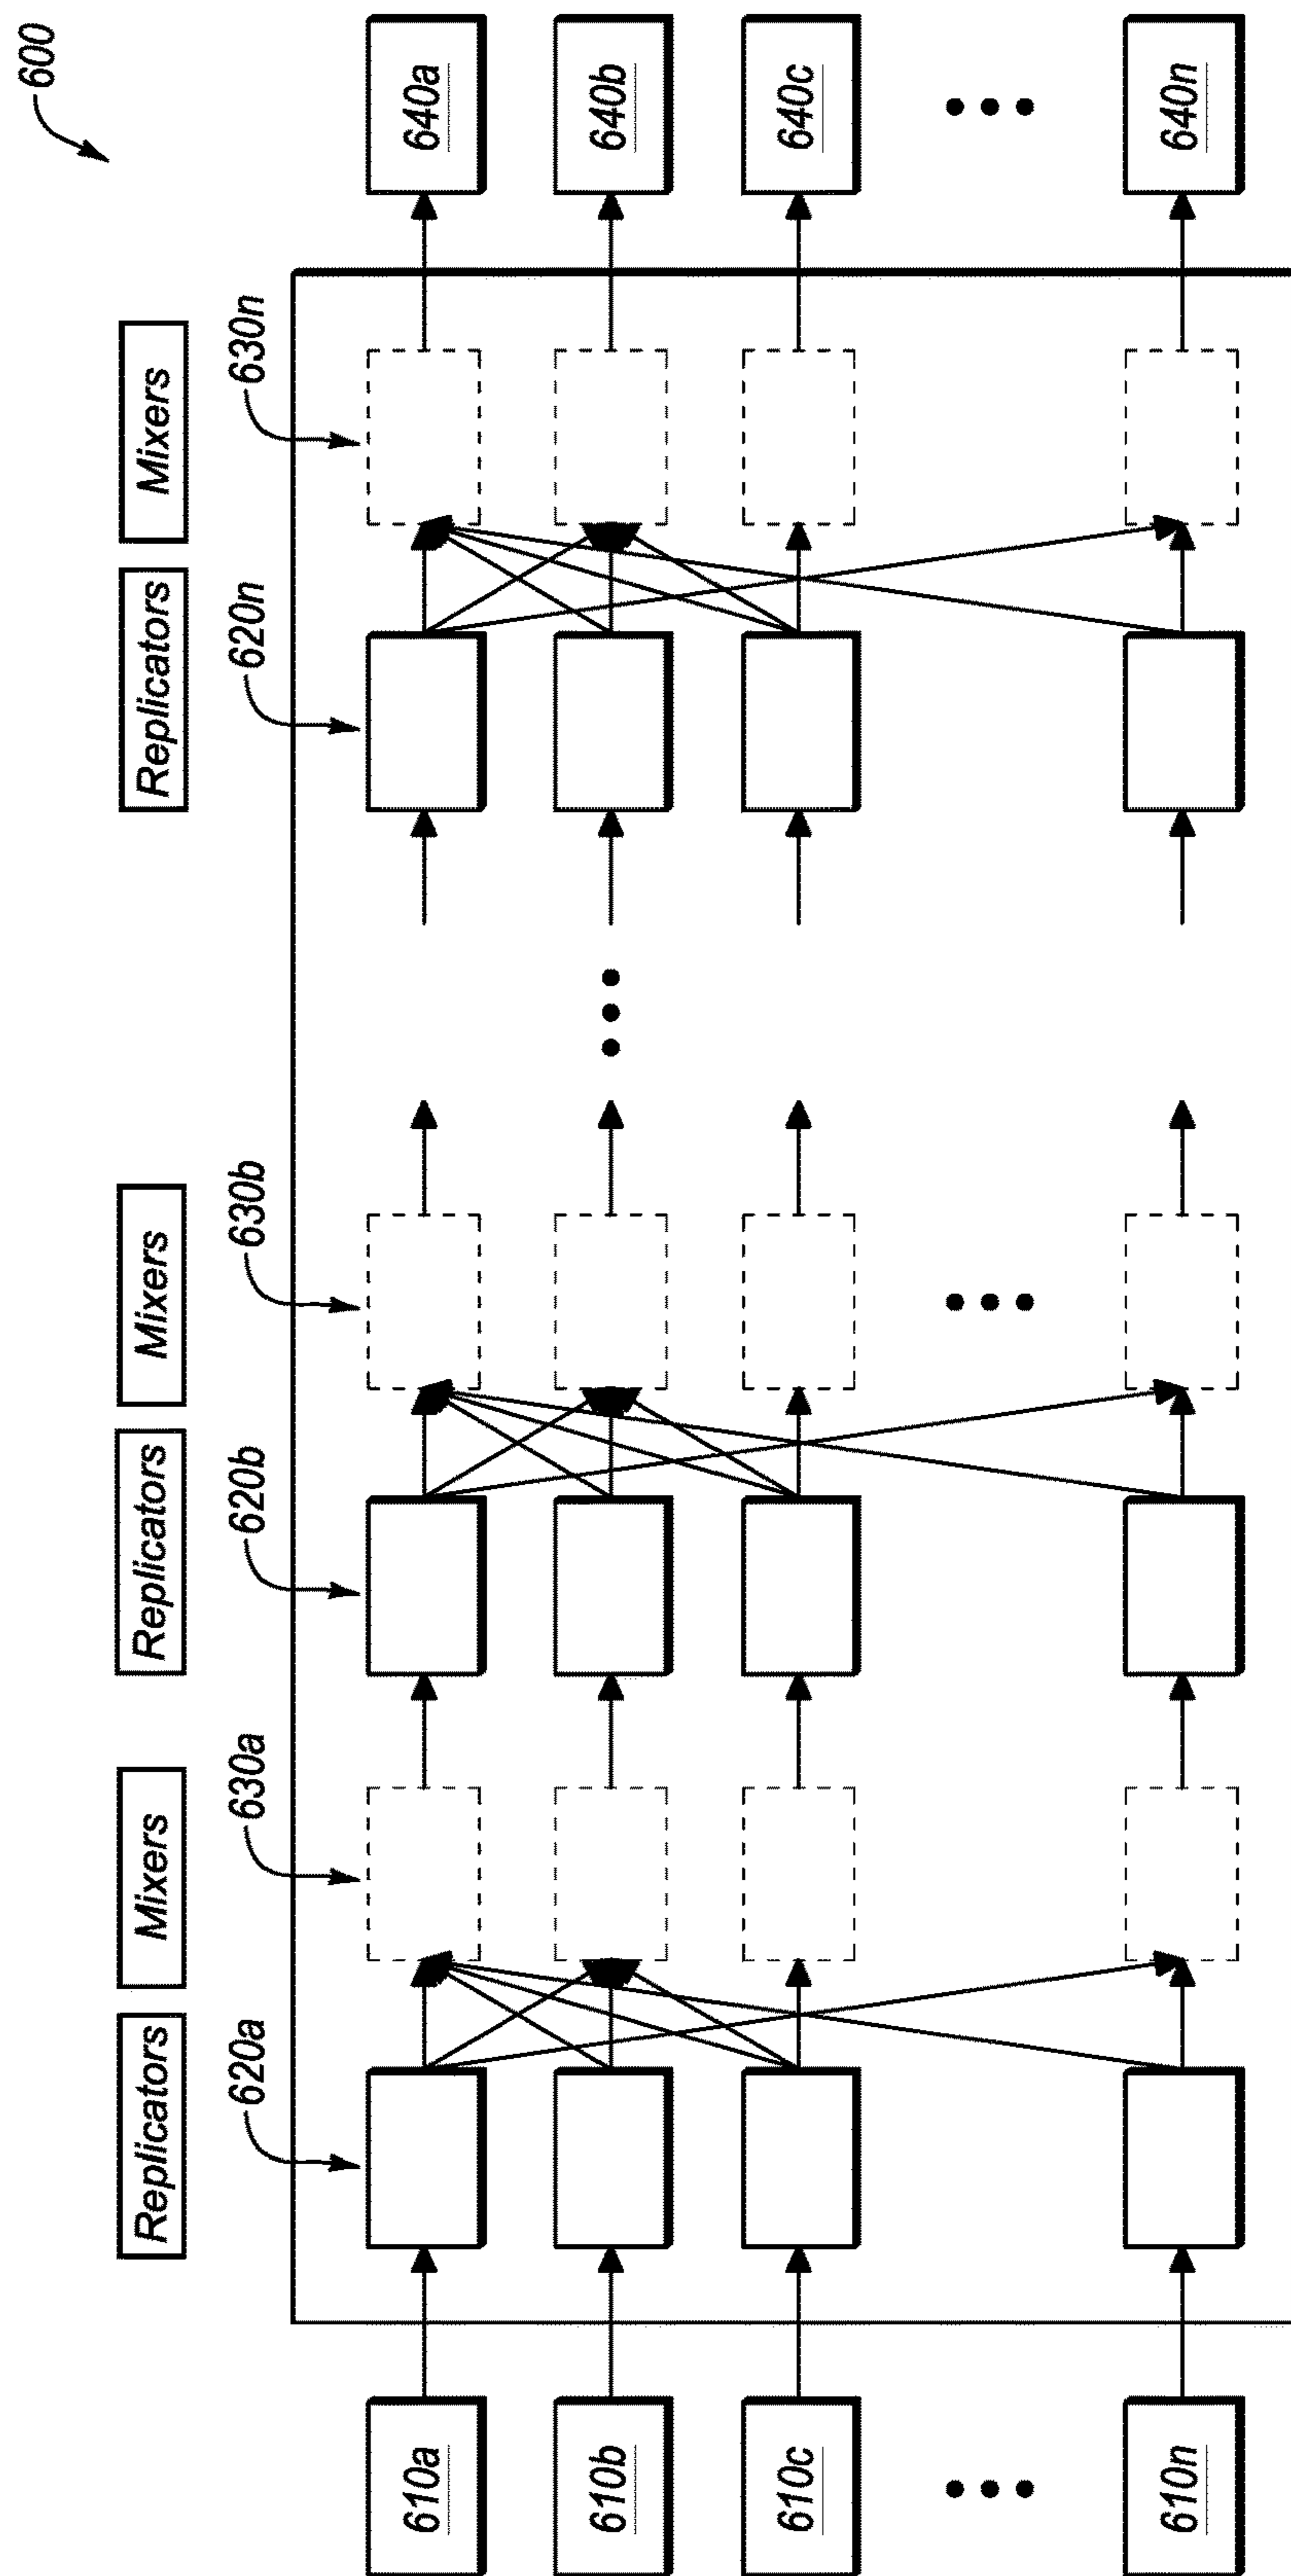 600
Replicators
Mixers
Replicators
Mixers
Replicators
Mixers
620a
630a
620b
630b
620n
630n
610a
640a
610b
640b
610c
640c
610n
640n